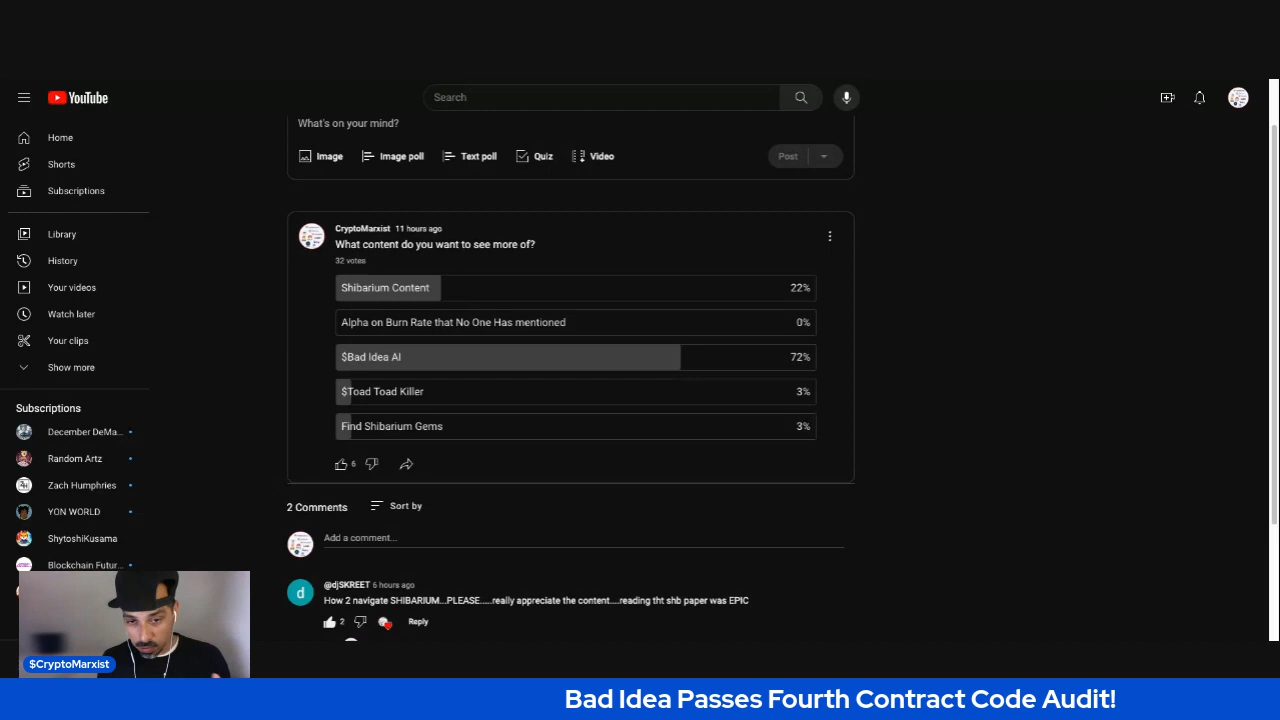 YouTube
Search
Home
Shorts
Subscriptions
Library
History
Your videos
Watch later
Your clips
Show more
Subscriptions
December DeMa...
Random Artz
Zach Humphries
YON WORLD
ShytoshiKusama
Blockchain Futur...
What's on your mind?
Image
Image poll
Text poll
Quiz
Video
Post
CryptoMarxist 11 hours ago
What content do you want to see more of?
32 votes
Shibarium Content 22%
Alpha on Burn Rate that No One Has mentioned 0%
$Bad Idea AI 72%
$Toad Toad Killer 3%
Find Shibarium Gems 3%
6
2 Comments Sort by
Add a comment...
d
@djSKREET 6 hours ago
How 2 navigate SHIBARIUM...PLEASE.....really appreciate the content....reading tht shb paper was EPIC
2 Reply
$CryptoMarxist
Bad Idea Passes Fourth Contract Code Audit!